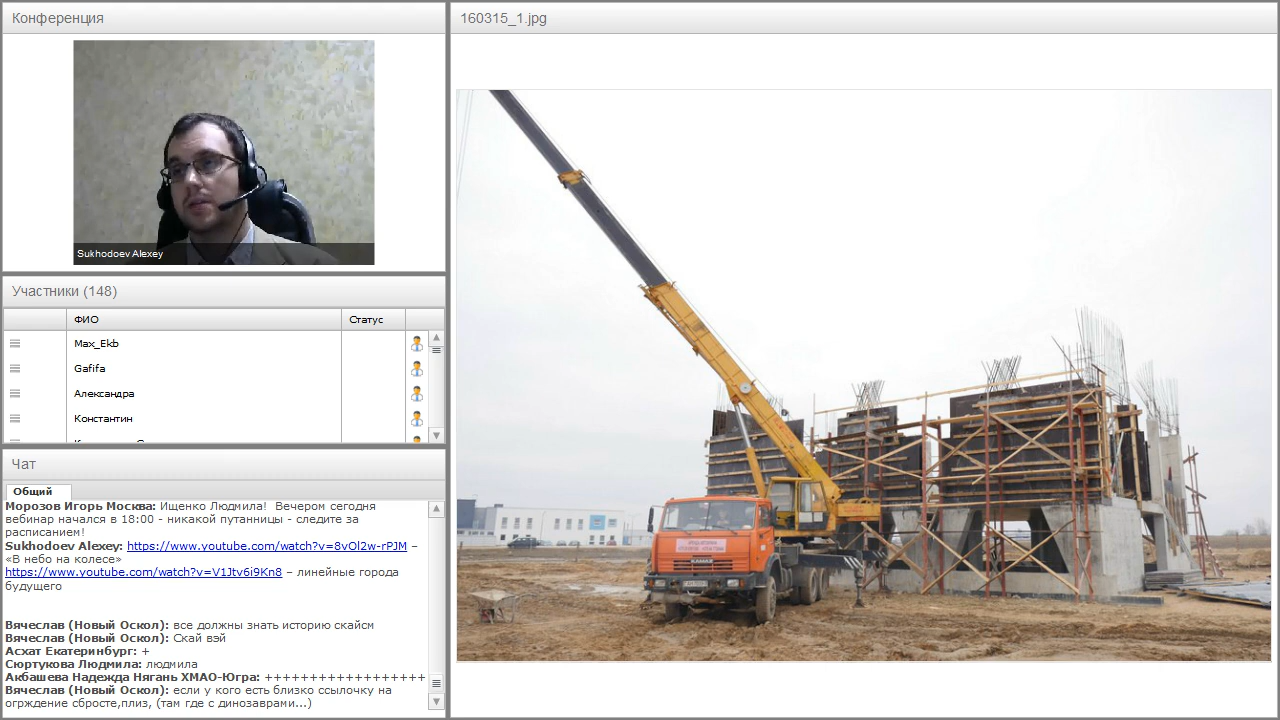 Конференция
160315_1.jpg
Sukhodoev Alexey
Участники (148)
ФИО
Статус
Max_Ekb
Gafifa
Александра
Константин
Чат
Общий
Морозов Игорь Москва: Ищенко Людмила!  Вечером сегодня
вебинар начался в 18:00 - никакой путанницы - следите за
расписанием!
Sukhodoev Alexey: https://www.youtube.com/watch?v=8vOl2w-rPJM –
«В небо на колесе»
https://www.youtube.com/watch?v=V1Jtv6i9Kn8 – линейные города
будущего
Вячеслав (Новый Оскол): все должны знать историю скайсм
Вячеслав (Новый Оскол): Скай вэй
Асхат Екатеринбург: +
Сюртукова Людмила: людмила
Акбашева Надежда Нягань ХМАО-Югра: ++++++++++++++++++
Вячеслав (Новый Оскол): если у кого есть близко ссылочку на
огрждение сбросте,плиз, (там где с динозаврами...)